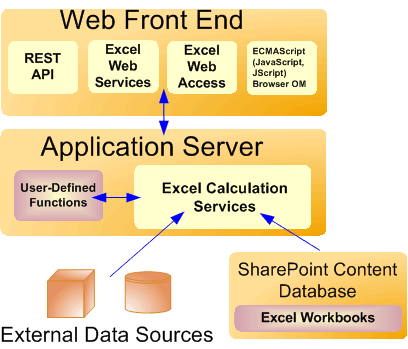 Web Front End
REST
API
Excel
Web
Services
Excel
Web
Access
ECMAScript
(JavaScript,
JScript)
Browser OM
Application Server
User-Defined
Functions
Excel Calculation
Services
SharePoint Content
Database
Excel Workbooks
External Data Sources